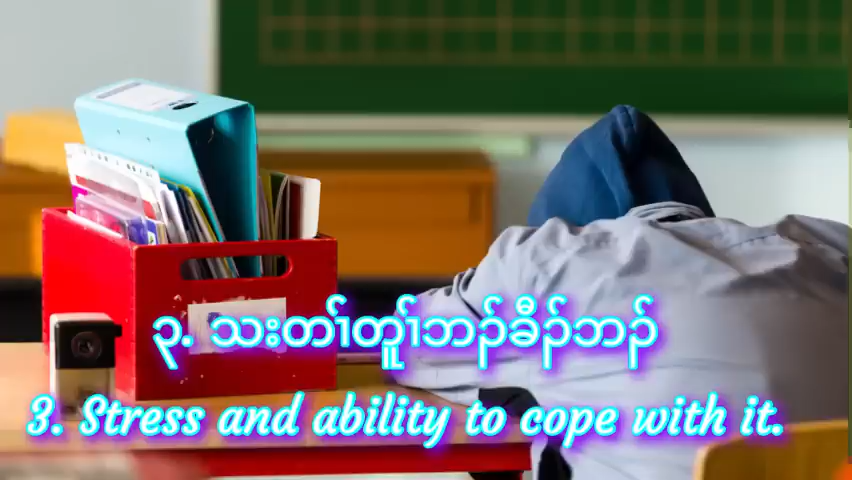 ၃. သးတၢ်တူၢ်ဘၣ်ခီၣ်ဘၣ်
3. Stress and ability to cope with it.